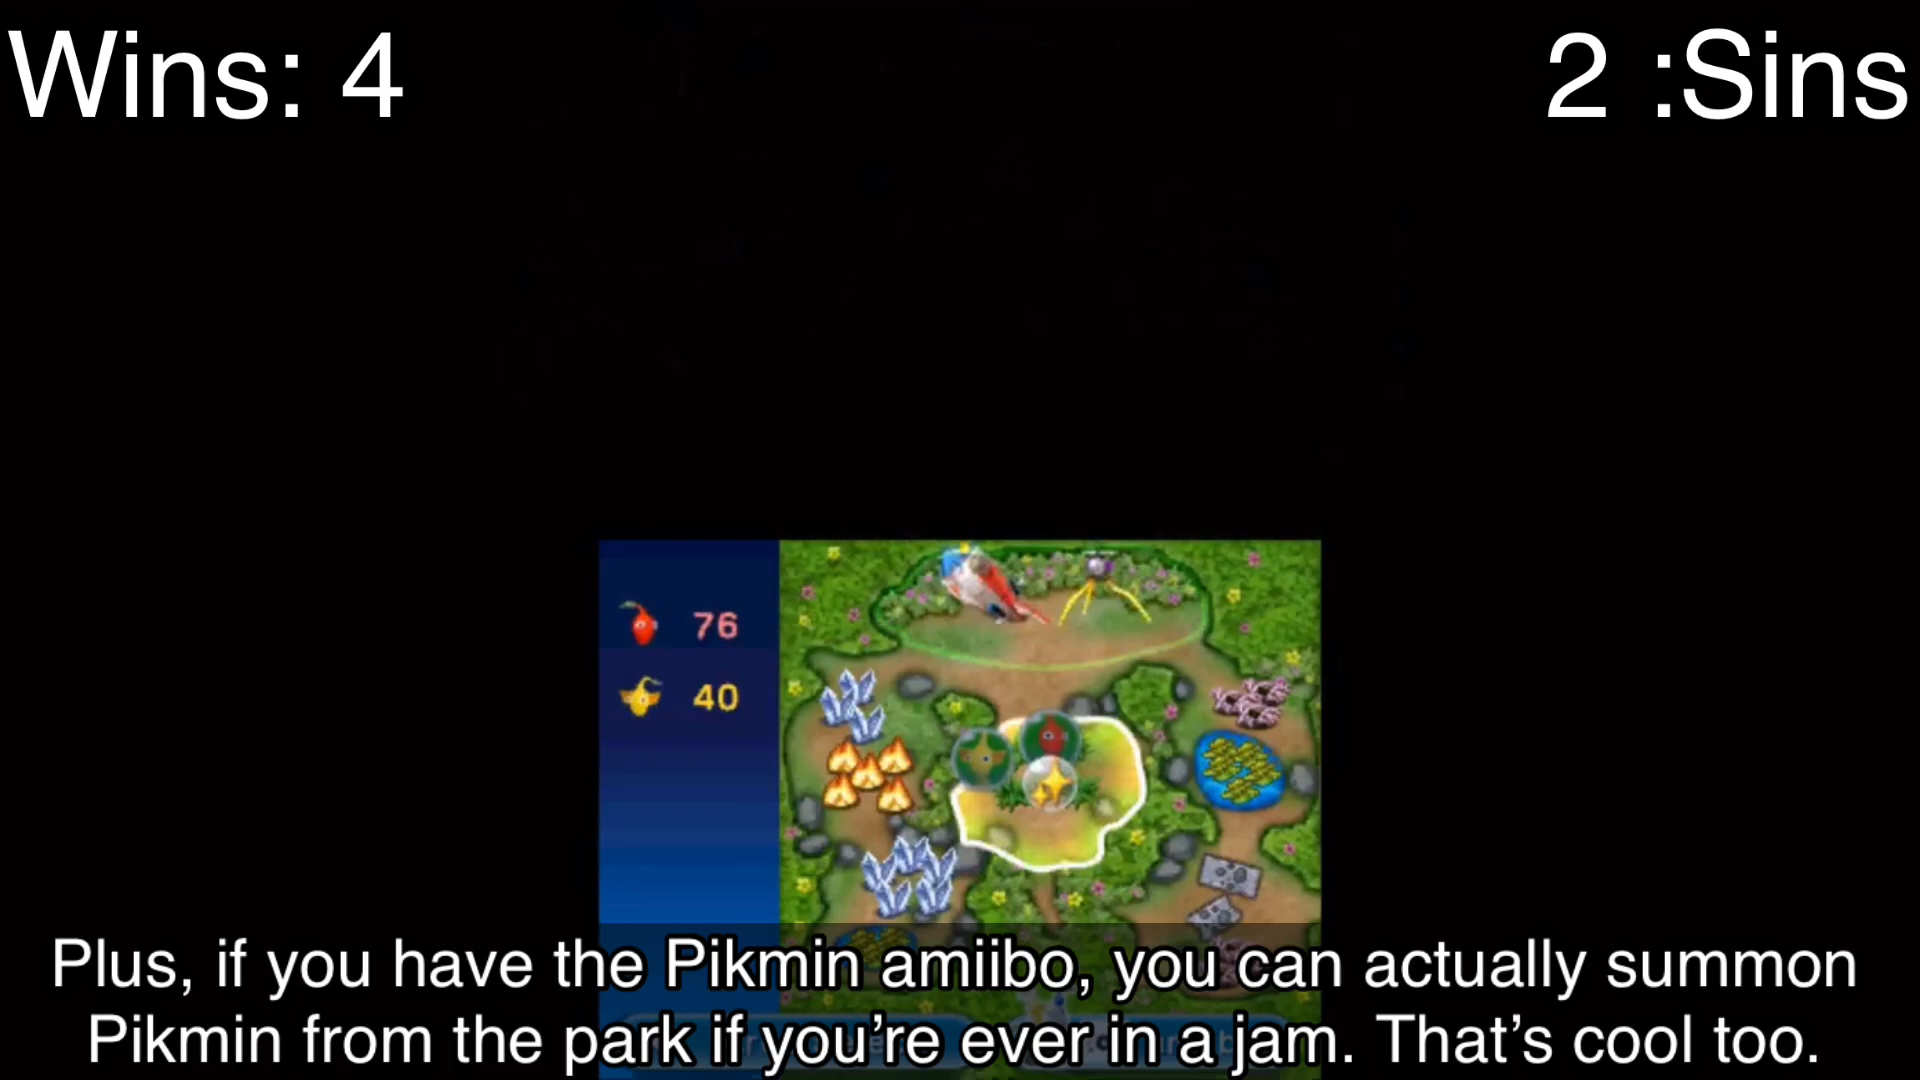 Wins: 4
2 :Sins
76
40
Plus, if you have the Pikmin amiibo, you can actually summon
Pikmin from the park if you’re ever in a jam. That’s cool too.